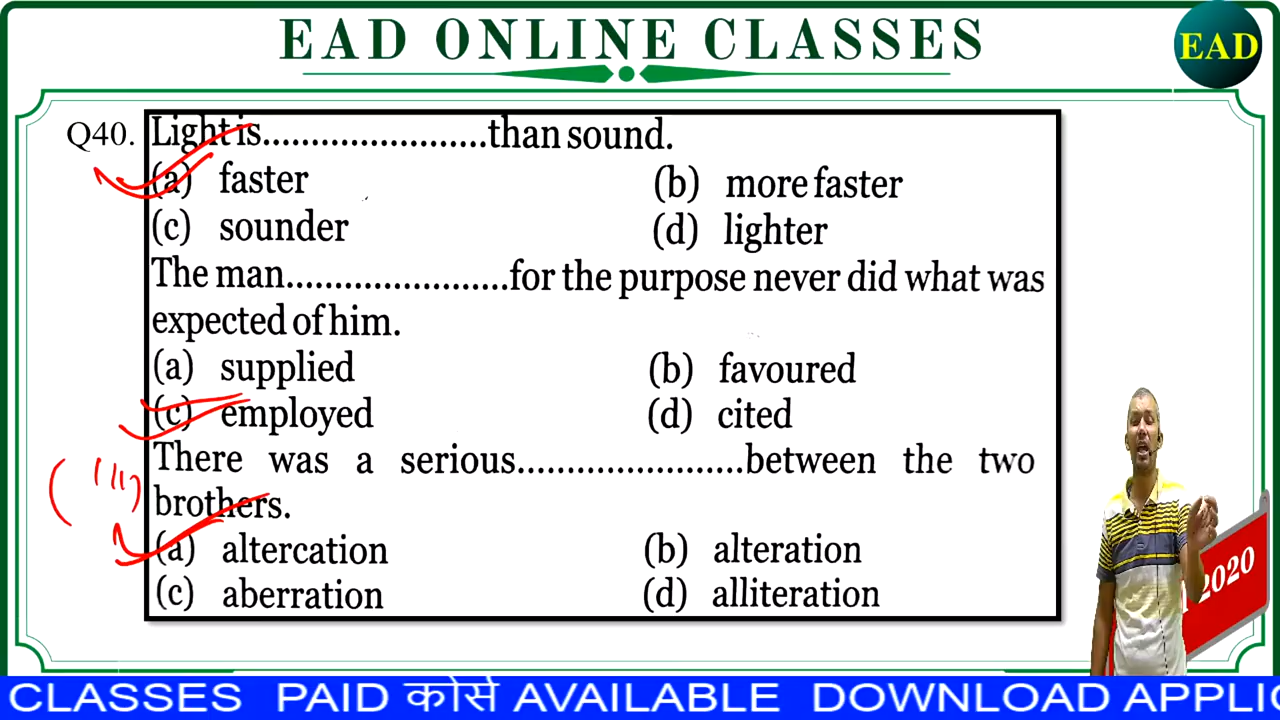 EAD ONLINE CLASSES
EAD
Q40. Light is.......................than sound.
(a) faster (b) more faster
(c) sounder (d) lighter
The man.......................for the purpose never did what was
expected of him.
(a) supplied (b) favoured
(c) employed (d) cited
(iii)
There was a serious.......................between the two
brothers.
(a) altercation (b) alteration
(c) aberration (d) alliteration
2020
CLASSES PAID कोर्स AVAILABLE DOWNLOAD APPLIC